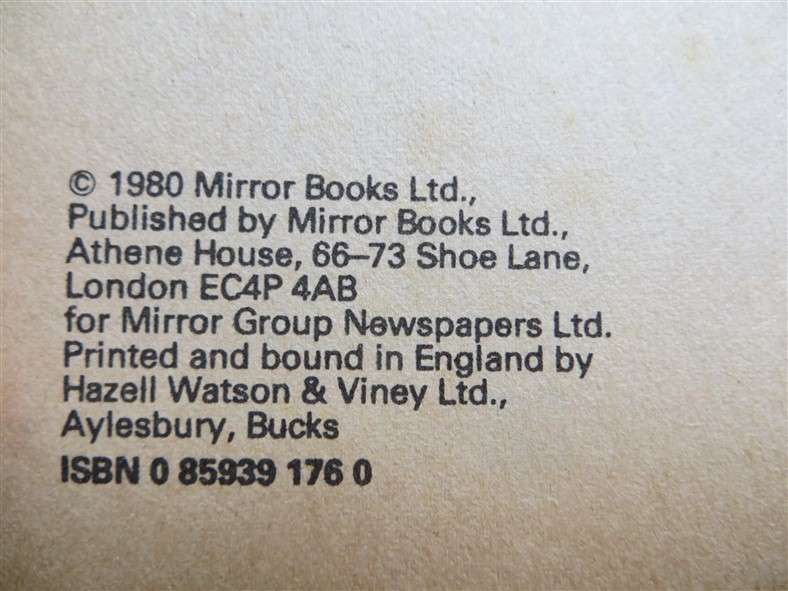 © 1980 Mirror Books Ltd.,
Published by Mirror Books Ltd.,
Athene House, 66–73 Shoe Lane,
London EC4P 4AB
for Mirror Group Newspapers Ltd.
Printed and bound in England by
Hazell Watson & Viney Ltd.,
Aylesbury, Bucks
ISBN 0 85939 176 0